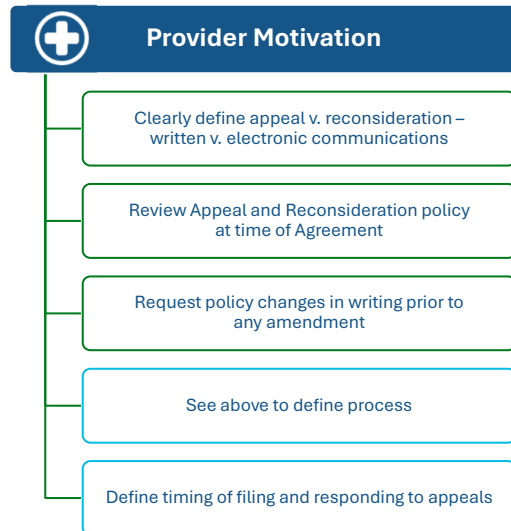 Provider Motivation
Clearly define appeal v. reconsideration –
written v. electronic communications
Review Appeal and Reconsideration policy
at time of Agreement
Request policy changes in writing prior to
any amendment
See above to define process
Define timing of filing and responding to appeals